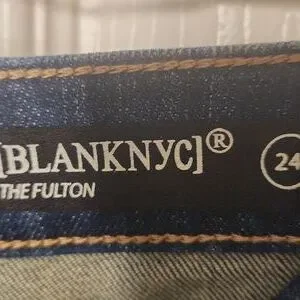 [BLANKNYC]® 24
THE FULTON